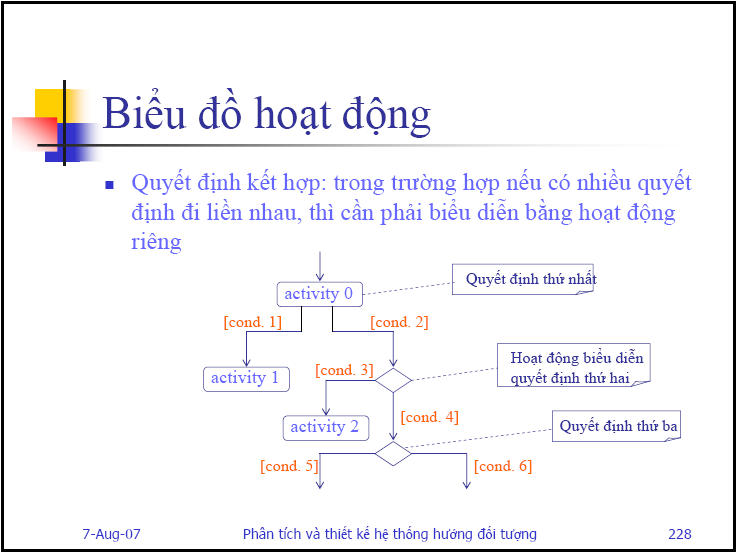 Biểu đồ hoạt động
Quyết định kết hợp: trong trường hợp nếu có nhiều quyết
định đi liền nhau, thì cần phải biểu diễn bằng hoạt động
riêng
activity 0
Quyết định thứ nhất
[cond. 1]
[cond. 2]
activity 1
[cond. 3]
Hoạt động biểu diễn
quyết định thứ hai
activity 2
[cond. 4]
Quyết định thứ ba
[cond. 5]
[cond. 6]
7-Aug-07
Phân tích và thiết kế hệ thống hướng đối tượng
228